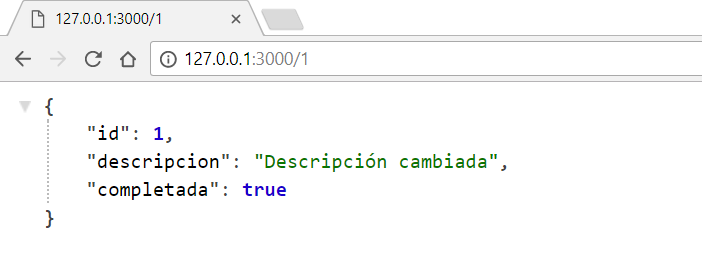 127.0.0.1:3000/1
127.0.0.1:3000/1
{
"id": 1,
"descripcion": "Descripción cambiada",
"completada": true
}